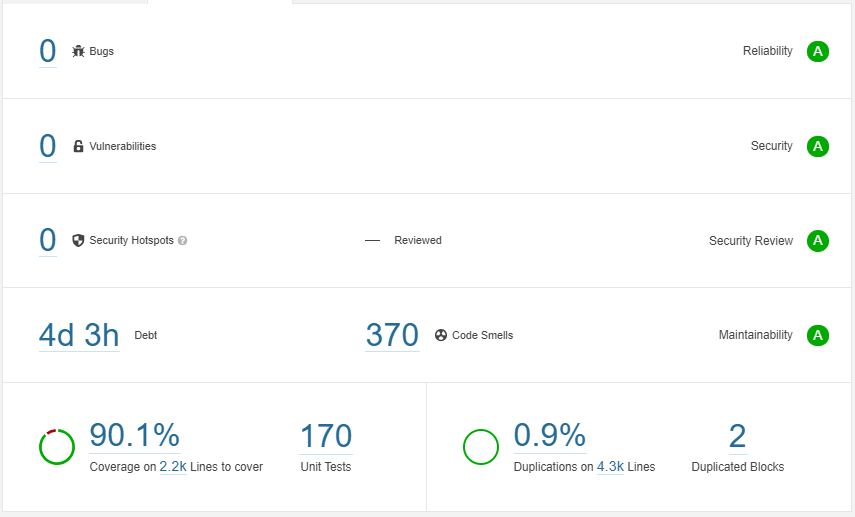 0 Bugs Reliability A
0 Vulnerabilities Security A
0 Security Hotspots ? — Reviewed Security Review A
4d 3h Debt 370 Code Smells Maintainability A
90.1% 170 0.9% 2
Coverage on 2.2k Lines to cover Unit Tests Duplications on 4.3k Lines Duplicated Blocks